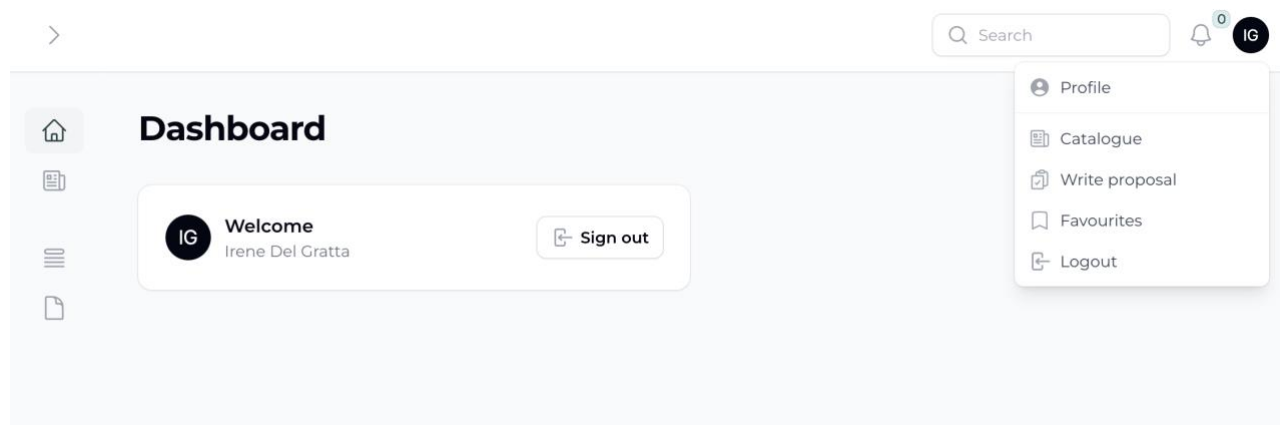 Search
0
IG
Profile
Dashboard
Catalogue
Write proposal
Favourites
Logout
IG
Welcome
Irene Del Gratta
Sign out